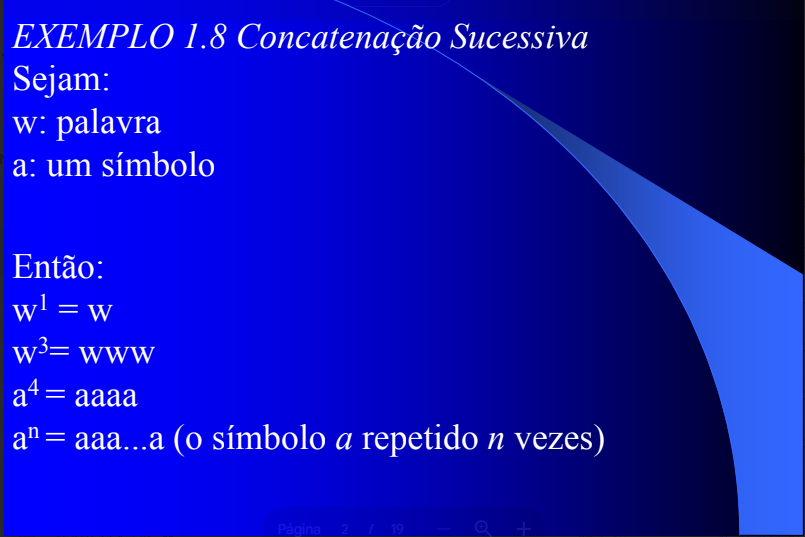 EXEMPLO 1.8 Concatenação Sucessiva
Sejam:
w: palavra
a: um símbolo
Então:
w¹ = w
w³= www
a⁴ = aaaa
aⁿ = aaa...a (o símbolo a repetido n vezes)
Página 2 / 19